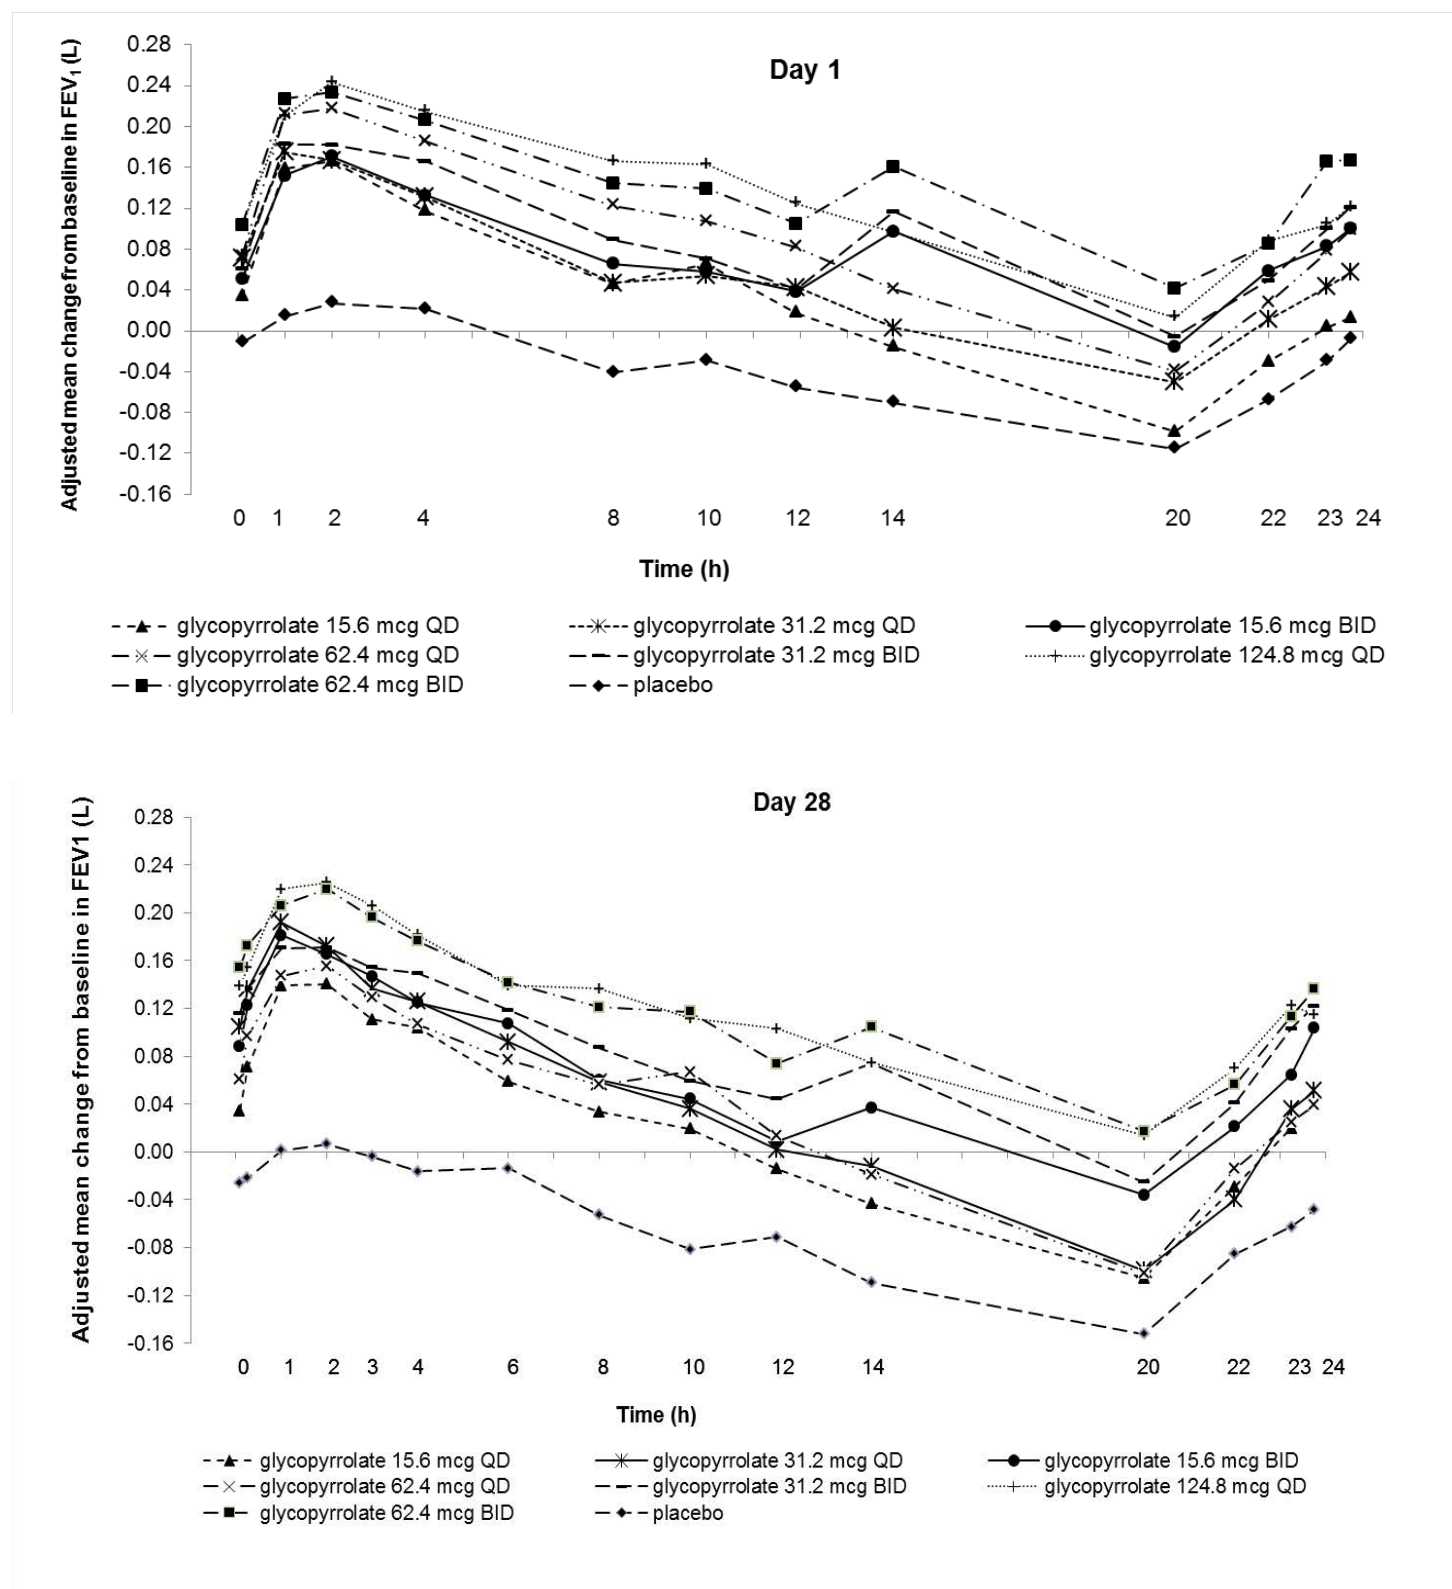 Day 1
Adjusted mean change from baseline in FEV₁ (L)
0.28
0.24
0.20
0.16
0.12
0.08
0.04
0.00
-0.04
-0.08
-0.12
-0.16
0 1 2 4 8 10 12 14 20 22 23 24
Time (h)
glycopyrrolate 15.6 mcg QD glycopyrrolate 31.2 mcg QD glycopyrrolate 15.6 mcg BID
glycopyrrolate 62.4 mcg QD glycopyrrolate 31.2 mcg BID glycopyrrolate 124.8 mcg QD
glycopyrrolate 62.4 mcg BID placebo
Day 28
Adjusted mean change from baseline in FEV1 (L)
0.28
0.24
0.20
0.16
0.12
0.08
0.04
0.00
-0.04
-0.08
-0.12
-0.16
0 1 2 3 4 6 8 10 12 14 20 22 23 24
Time (h)
glycopyrrolate 15.6 mcg QD glycopyrrolate 31.2 mcg QD glycopyrrolate 15.6 mcg BID
glycopyrrolate 62.4 mcg QD glycopyrrolate 31.2 mcg BID glycopyrrolate 124.8 mcg QD
glycopyrrolate 62.4 mcg BID placebo